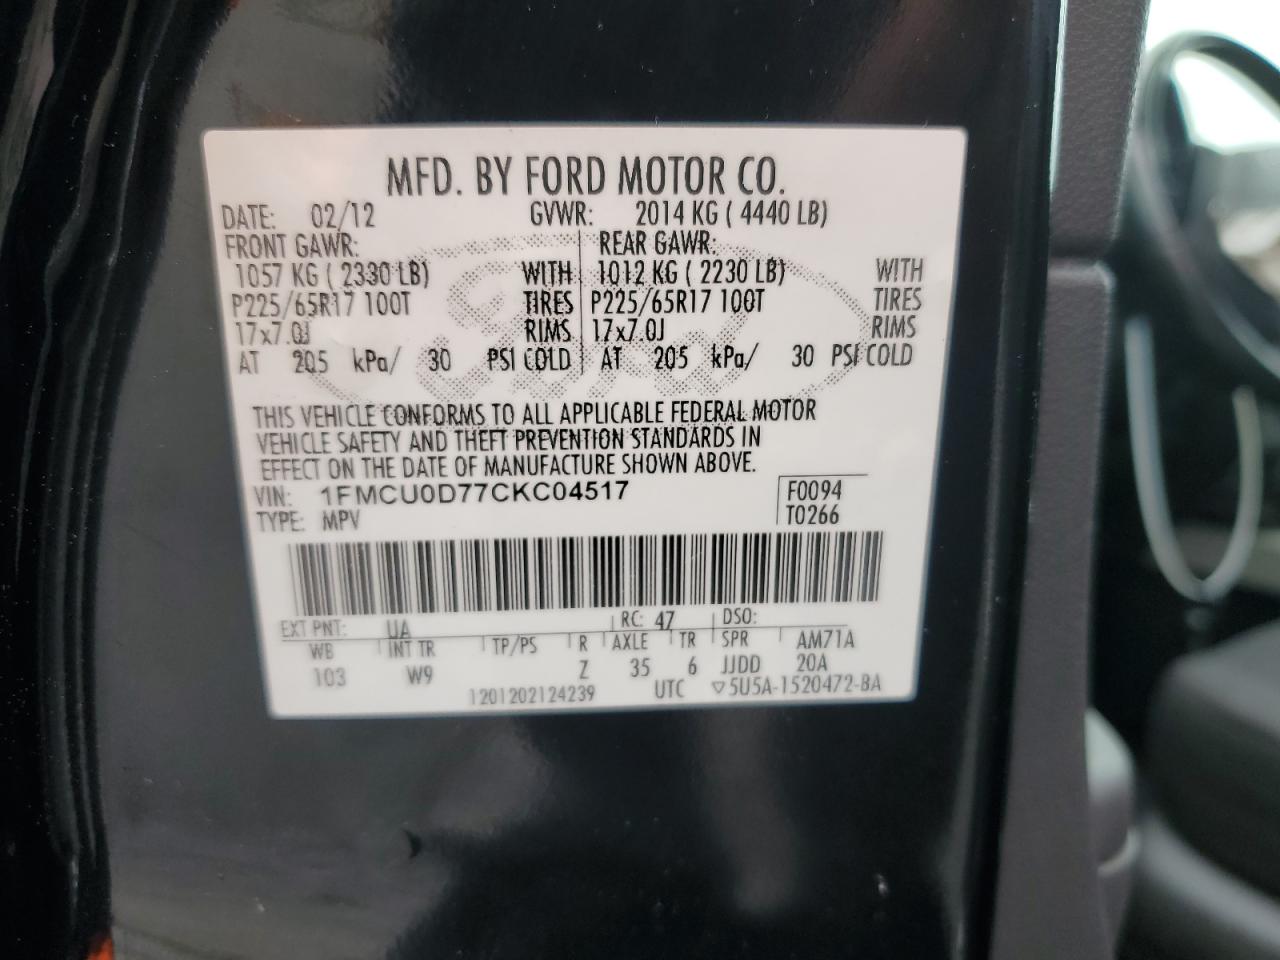 MFD. BY FORD MOTOR CO.
DATE: 02/12 GVWR: 2014 KG ( 4440 LB)
FRONT GAWR: REAR GAWR:
1057 KG ( 2330 LB) WITH 1012 KG ( 2230 LB) WITH
P225/65R17 100T TIRES P225/65R17 100T TIRES
17x7.0J RIMS 17x7.0J RIMS
AT 205 kPa/ 30 PSI COLD AT 205 kPa/ 30 PSI COLD
THIS VEHICLE CONFORMS TO ALL APPLICABLE FEDERAL MOTOR
VEHICLE SAFETY AND THEFT PREVENTION STANDARDS IN
EFFECT ON THE DATE OF MANUFACTURE SHOWN ABOVE.
VIN: 1FMCU0D77CKC04517 F0094
TYPE: MPV T0266
EXT PNT: UA RC: 47 DSO:
WB INT TR TP/PS R AXLE TR SPR AM71A
103 W9 Z 35 6 JJDD 20A
1201202124239 UTC ▽5U5A-1520472-BA